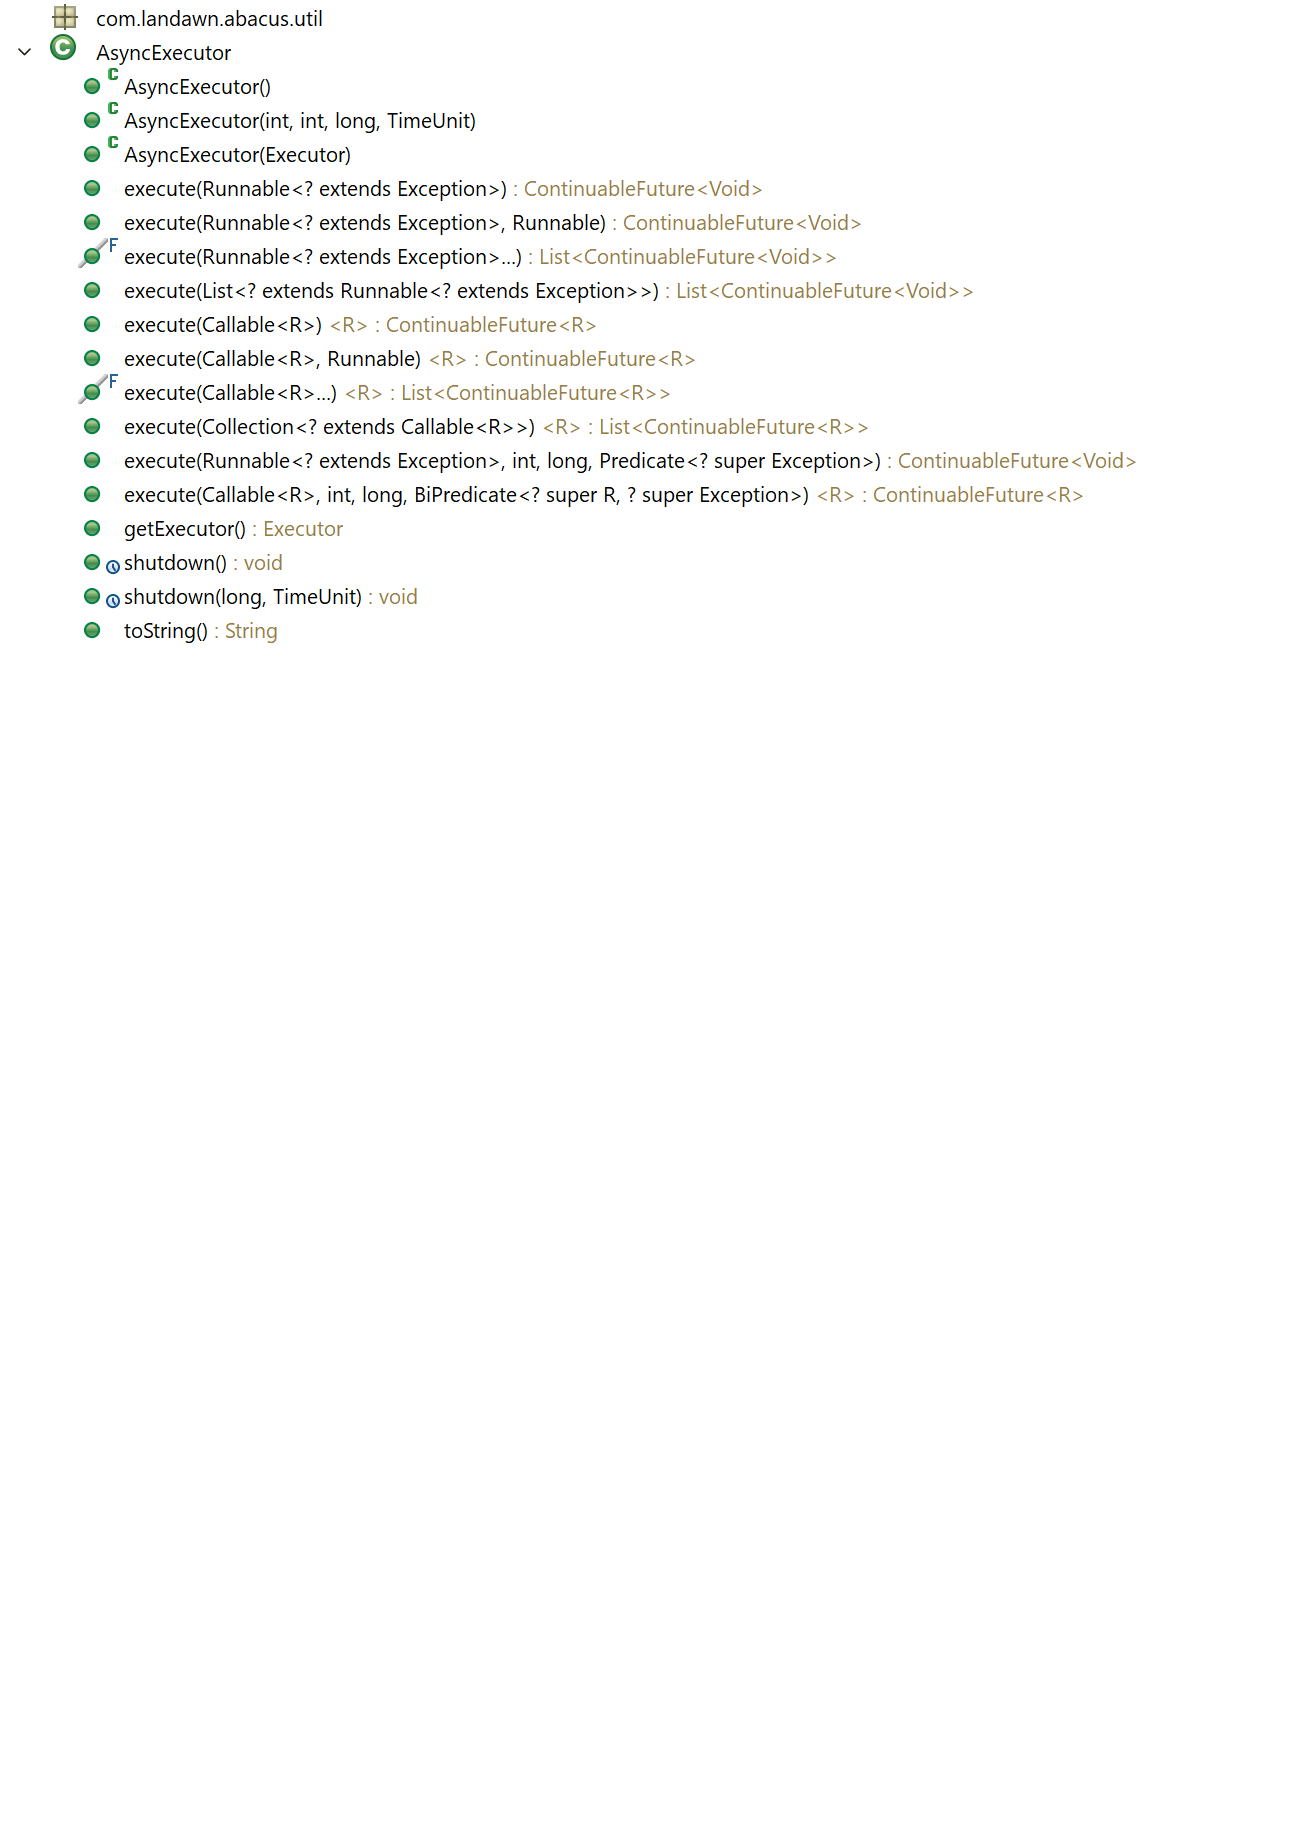 com.landawn.abacus.util
AsyncExecutor
AsyncExecutor()
AsyncExecutor(int, int, long, TimeUnit)
AsyncExecutor(Executor)
execute(Runnable<? extends Exception>) : ContinuableFuture<Void>
execute(Runnable<? extends Exception>, Runnable) : ContinuableFuture<Void>
execute(Runnable<? extends Exception>...) : List<ContinuableFuture<Void>>
execute(List<? extends Runnable<? extends Exception>>) : List<ContinuableFuture<Void>>
execute(Callable<R>) <R> : ContinuableFuture<R>
execute(Callable<R>, Runnable) <R> : ContinuableFuture<R>
execute(Callable<R>...) <R> : List<ContinuableFuture<R>>
execute(Collection<? extends Callable<R>>) <R> : List<ContinuableFuture<R>>
execute(Runnable<? extends Exception>, int, long, Predicate<? super Exception>) : ContinuableFuture<Void>
execute(Callable<R>, int, long, BiPredicate<? super R, ? super Exception>) <R> : ContinuableFuture<R>
getExecutor() : Executor
shutdown() : void
shutdown(long, TimeUnit) : void
toString() : String